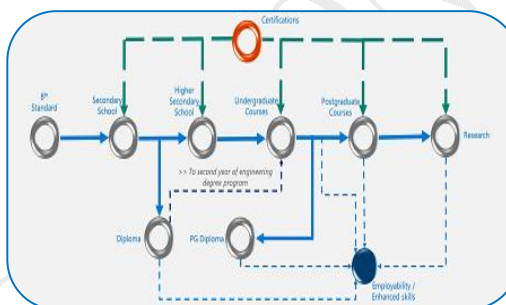 Certifications
8th
Standard
Secondary
School
Higher
Secondary
School
Undergraduate
Courses
Postgraduate
Courses
Research
>> To second year of engineering
degree program
Diploma
PG Diploma
Employability /
Enhanced skills